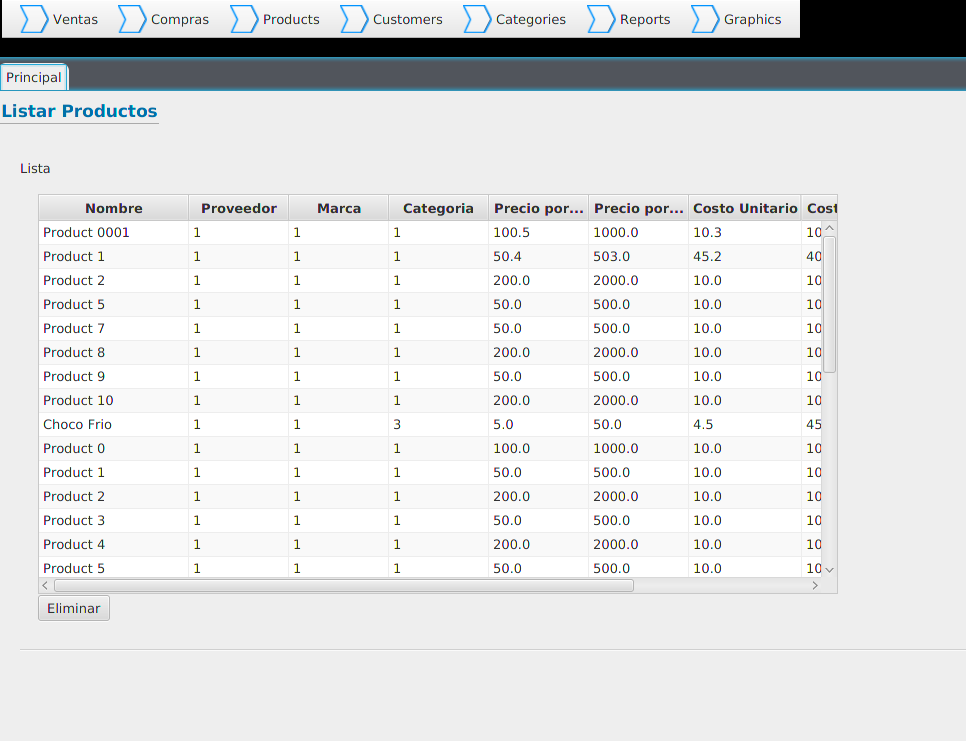 Ventas Compras Products Customers Categories Reports Graphics
Principal
Listar Productos
Lista
Nombre Proveedor Marca Categoria Precio por... Precio por... Costo Unitario Cost
Product 0001 1 1 1 100.5 1000.0 10.3 10
Product 1 1 1 1 50.4 503.0 45.2 40
Product 2 1 1 1 200.0 2000.0 10.0 10
Product 5 1 1 1 50.0 500.0 10.0 10
Product 7 1 1 1 50.0 500.0 10.0 10
Product 8 1 1 1 200.0 2000.0 10.0 10
Product 9 1 1 1 50.0 500.0 10.0 10
Product 10 1 1 1 200.0 2000.0 10.0 10
Choco Frio 1 1 3 5.0 50.0 4.5 45
Product 0 1 1 1 100.0 1000.0 10.0 10
Product 1 1 1 1 50.0 500.0 10.0 10
Product 2 1 1 1 200.0 2000.0 10.0 10
Product 3 1 1 1 50.0 500.0 10.0 10
Product 4 1 1 1 200.0 2000.0 10.0 10
Product 5 1 1 1 50.0 500.0 10.0 10
Eliminar